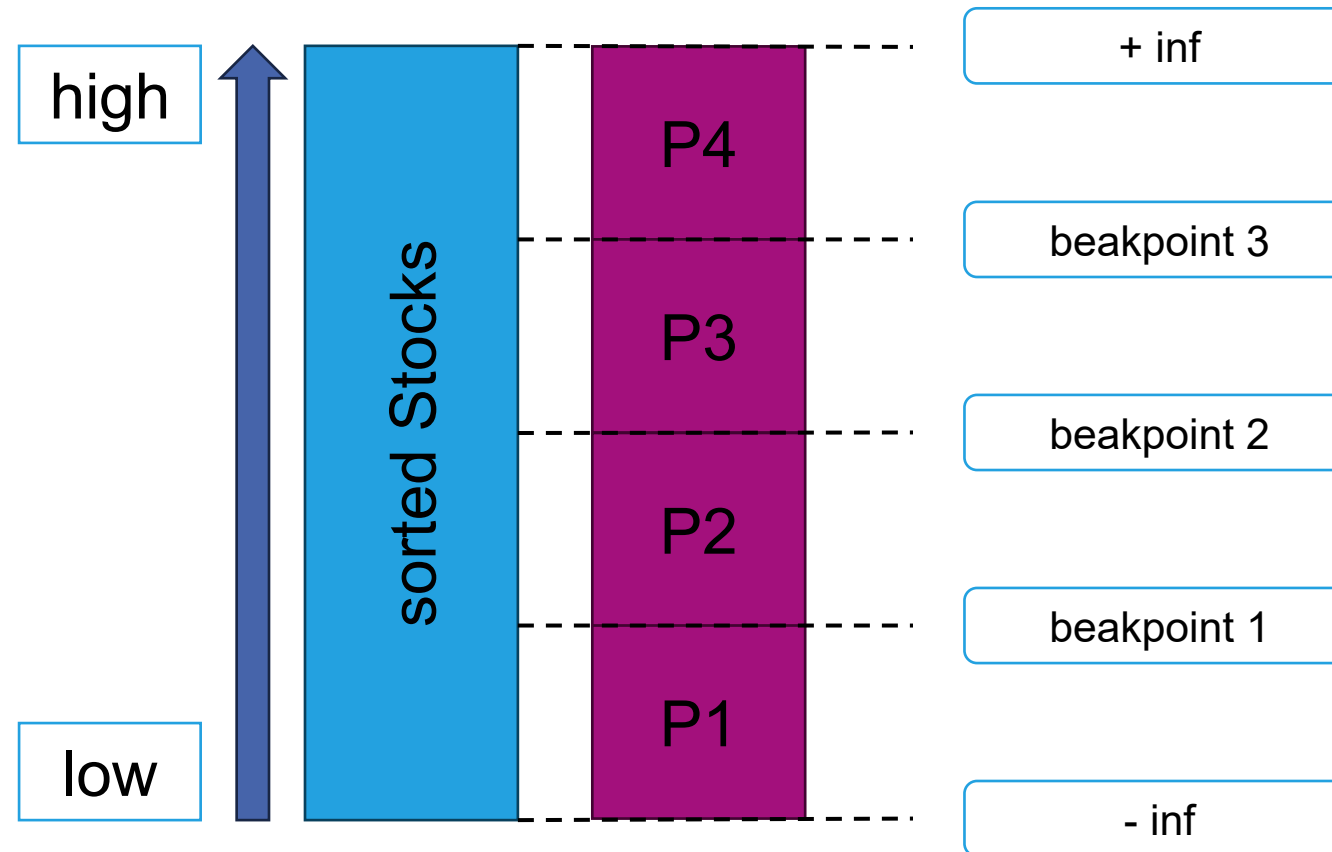 high
low
sorted Stocks
P4
P3
P2
P1
+ inf
beakpoint 3
beakpoint 2
beakpoint 1
- inf